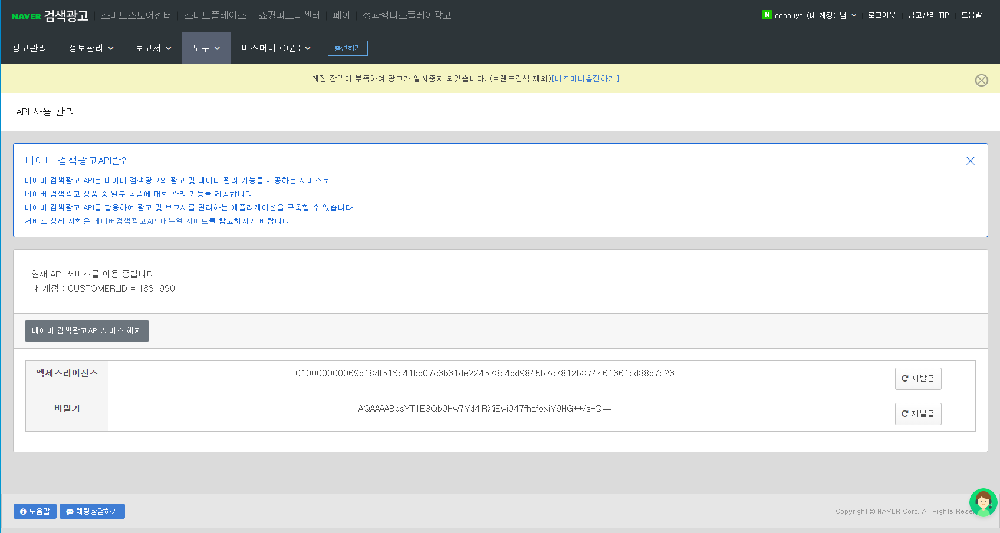 NAVER 검색광고 스마트스토어센터 스마트플레이스 쇼핑파트너센터 페이 성과형디스플레이광고 N eehnuyh (내 계정) 님 로그아웃 광고관리 TIP 도움말
광고관리 정보관리 보고서 도구 비즈머니 (0원) 충전하기
계정 잔액이 부족하여 광고가 일시중지 되었습니다. (브랜드검색 제외)[비즈머니충전하기]
API 사용 관리
네이버 검색광고API란?
네이버 검색광고 API는 네이버 검색광고의 광고 및 데이터 관리 기능을 제공하는 서비스로
네이버 검색광고 상품 중 일부 상품에 대한 관리 기능을 제공합니다.
네이버 검색광고 API를 활용하여 광고 및 보고서를 관리하는 애플리케이션을 구축할 수 있습니다.
서비스 상세 사항은 네이버검색광고API 매뉴얼 사이트를 참고하시기 바랍니다.
현재 API 서비스를 이용 중입니다.
내 계정 : CUSTOMER_ID = 1631990
네이버 검색광고API 서비스 해지
엑세스라이선스 010000000069b184f513c41bd07c3b61de224578c4bd9845b7c7812b874461361cd88b7c23 재발급
비밀키 AQAAAABpsYT1E8Qb0Hw7Yd4iRXjEwi047fhafoxiY9HG++/s+Q== 재발급
도움말 채팅상담하기 Copyright © NAVER Corp. All Rights Rese